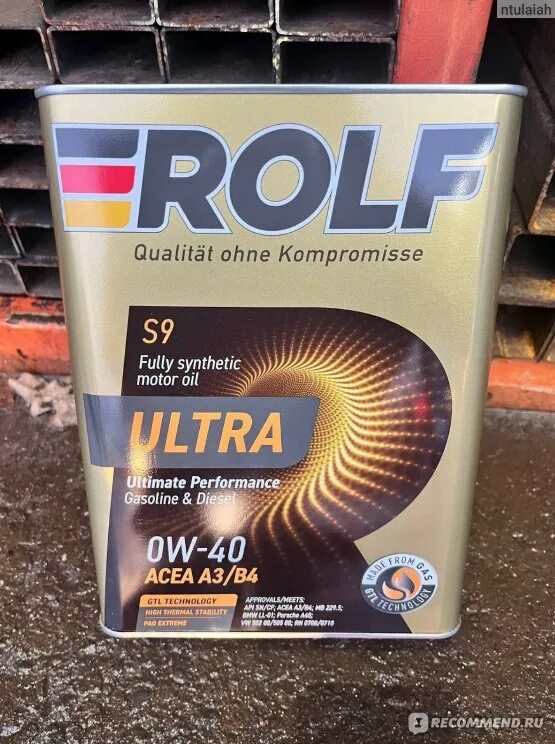 ntulaiah
ROLF
Qualität ohne Kompromisse
S9
Fully synthetic
motor oil
ULTRA
Ultimate Performance
Gasoline & Diesel
0W-40
ACEA A3/B4
GTL TECHNOLOGY
HIGH THERMAL STABILITY
PAO EXTREME
APPROVALS/MEETS:
API SN/CF; ACEA A3/B4; MB 229.5;
BMW LL-01; Porsche A40;
VW 502 00/505 00; RN 0700/0710
MADE FROM GAS
GTL TECHNOLOGY
RECOMMEND.RU